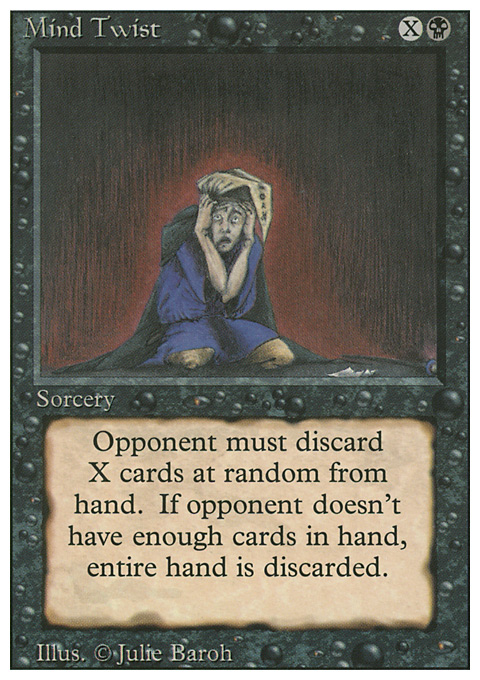 Mind Twist X
Sorcery
Opponent must discard
X cards at random from
hand. If opponent doesn't
have enough cards in hand,
entire hand is discarded.
Illus. © Julie Baroh